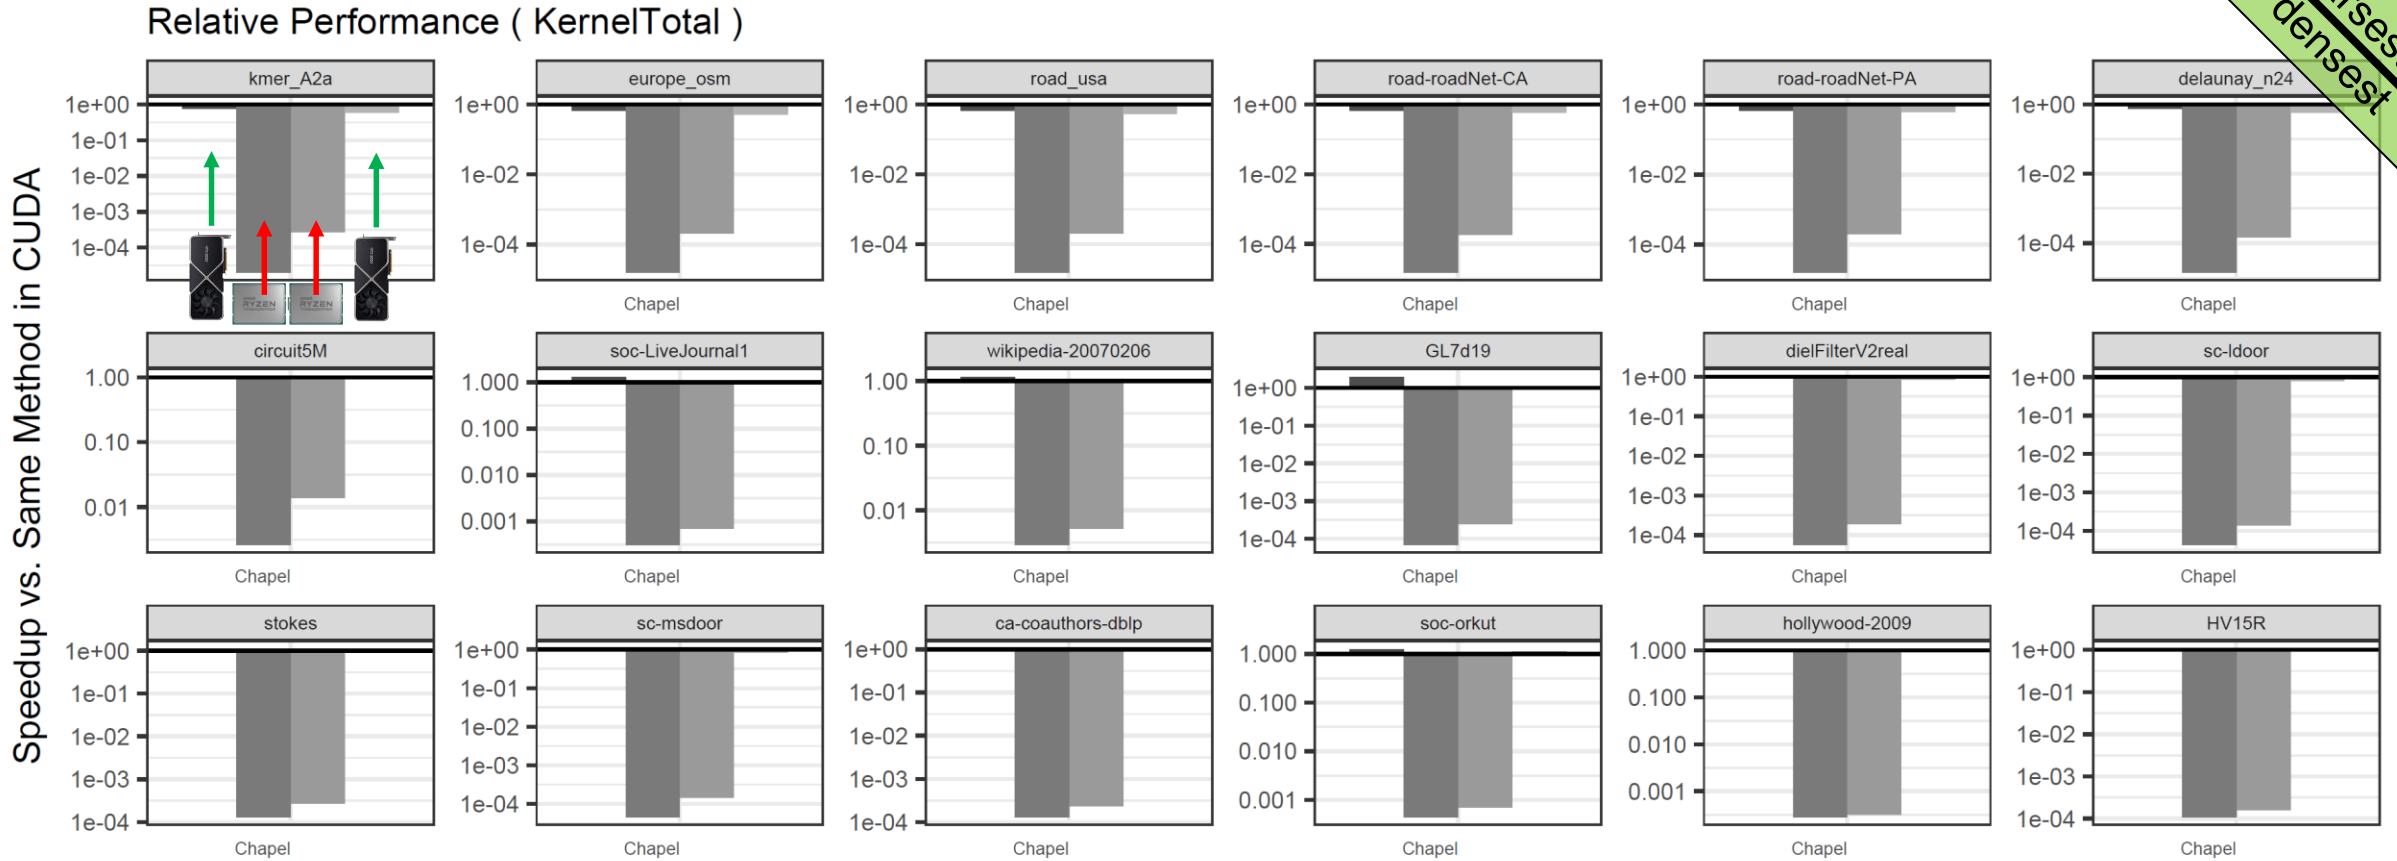 Relative Performance ( KernelTotal )
densest
Speedup vs. Same Method in CUDA
kmer_A2a
1e+00
1e-01
1e-02
1e-03
1e-04
RYZEN
RYZEN
europe_osm
1e+00
1e-02
1e-04
Chapel
road_usa
1e+00
1e-02
1e-04
Chapel
road-roadNet-CA
1e+00
1e-02
1e-04
Chapel
road-roadNet-PA
1e+00
1e-02
1e-04
Chapel
delaunay_n24
1e+00
1e-02
1e-04
Chapel
circuit5M
1.00
0.10
0.01
Chapel
soc-LiveJournal1
1.000
0.100
0.010
0.001
Chapel
wikipedia-20070206
1.00
0.10
0.01
Chapel
GL7d19
1e+00
1e-01
1e-02
1e-03
1e-04
Chapel
dielFilterV2real
1e+00
1e-01
1e-02
1e-03
1e-04
Chapel
sc-ldoor
1e+00
1e-01
1e-02
1e-03
1e-04
Chapel
stokes
1e+00
1e-01
1e-02
1e-03
1e-04
Chapel
sc-msdoor
1e+00
1e-01
1e-02
1e-03
1e-04
Chapel
ca-coauthors-dblp
1e+00
1e-01
1e-02
1e-03
1e-04
Chapel
soc-orkut
1.000
0.100
0.010
0.001
Chapel
hollywood-2009
1.000
0.100
0.010
0.001
Chapel
HV15R
1e+00
1e-01
1e-02
1e-03
1e-04
Chapel